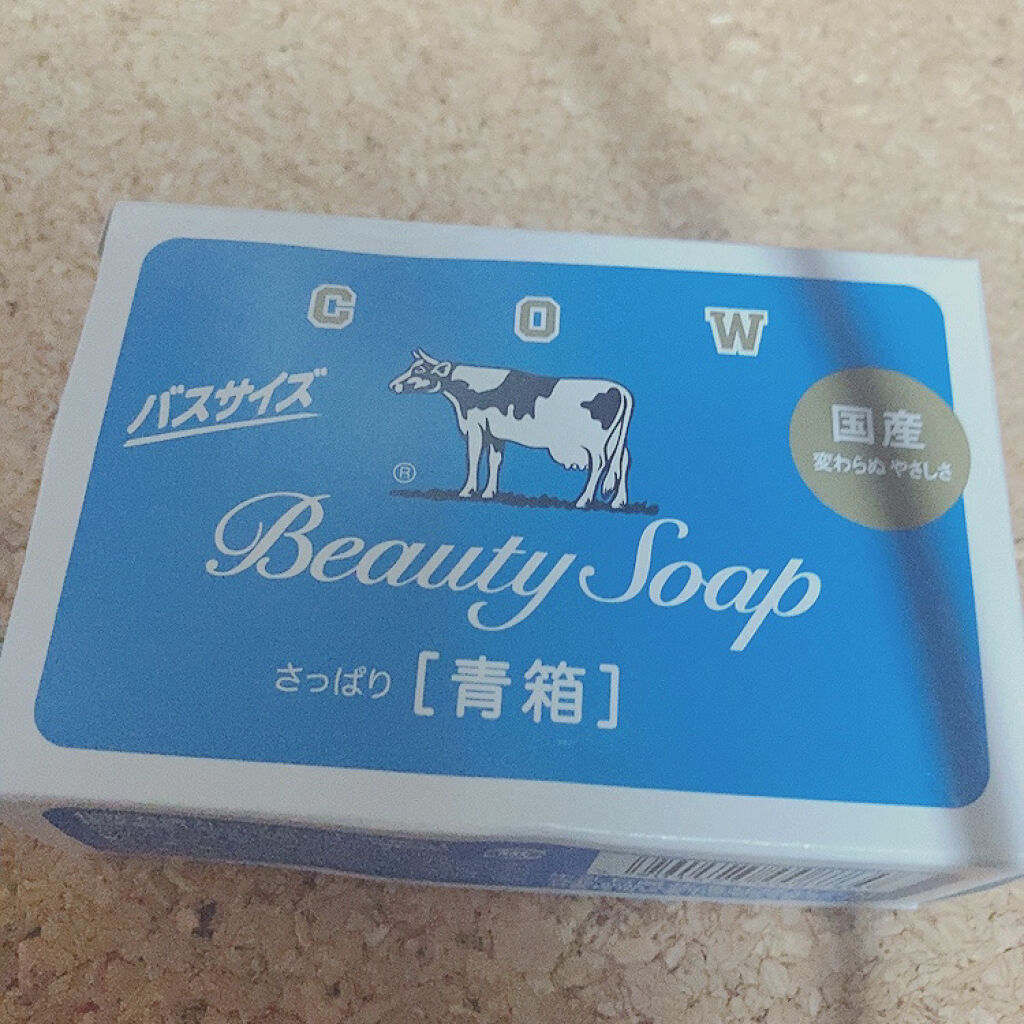 COW
バスサイズ
国産
変わらぬ やさしさ
®
Beauty Soap
さっぱり [青箱]